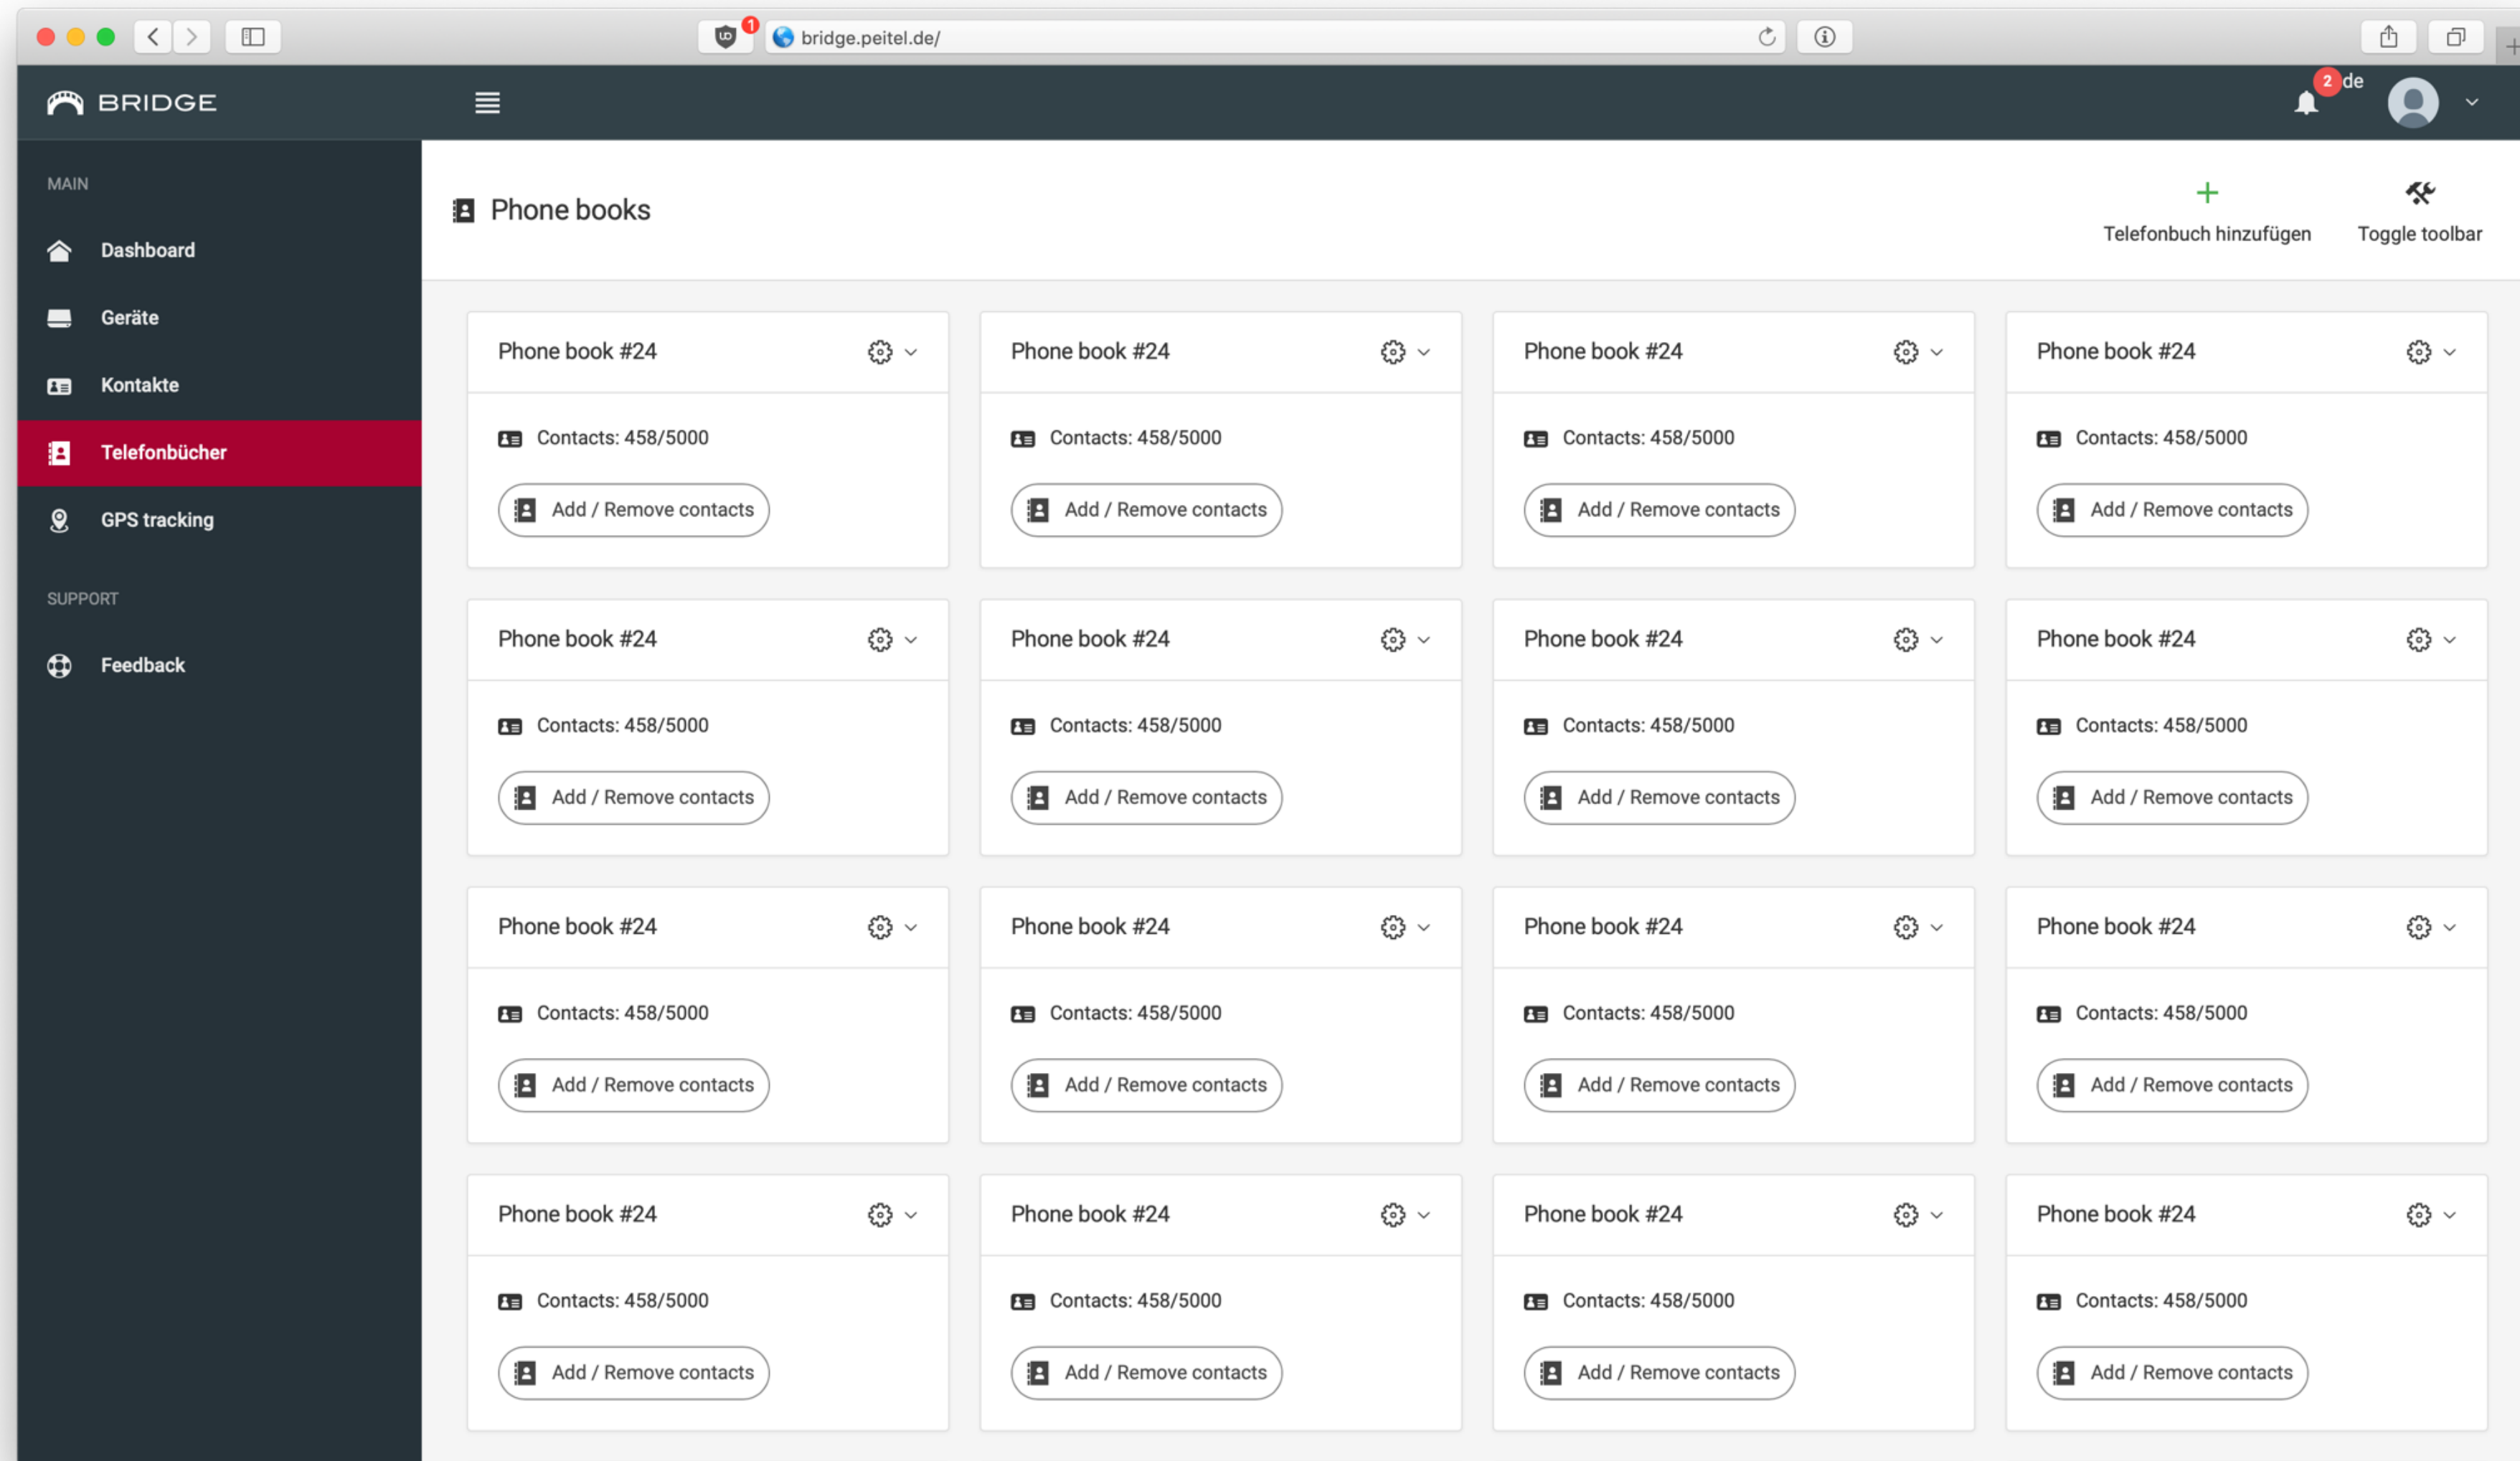 1
bridge.peitel.de/
BRIDGE
2
de
MAIN
Dashboard
Geräte
Kontakte
Telefonbücher
GPS tracking
SUPPORT
Feedback
Phone books
Telefonbuch hinzufügen
Toggle toolbar
Phone book #24 Phone book #24 Phone book #24 Phone book #24
Contacts: 458/5000 Contacts: 458/5000 Contacts: 458/5000 Contacts: 458/5000
Add / Remove contacts Add / Remove contacts Add / Remove contacts Add / Remove contacts
Phone book #24 Phone book #24 Phone book #24 Phone book #24
Contacts: 458/5000 Contacts: 458/5000 Contacts: 458/5000 Contacts: 458/5000
Add / Remove contacts Add / Remove contacts Add / Remove contacts Add / Remove contacts
Phone book #24 Phone book #24 Phone book #24 Phone book #24
Contacts: 458/5000 Contacts: 458/5000 Contacts: 458/5000 Contacts: 458/5000
Add / Remove contacts Add / Remove contacts Add / Remove contacts Add / Remove contacts
Phone book #24 Phone book #24 Phone book #24 Phone book #24
Contacts: 458/5000 Contacts: 458/5000 Contacts: 458/5000 Contacts: 458/5000
Add / Remove contacts Add / Remove contacts Add / Remove contacts Add / Remove contacts